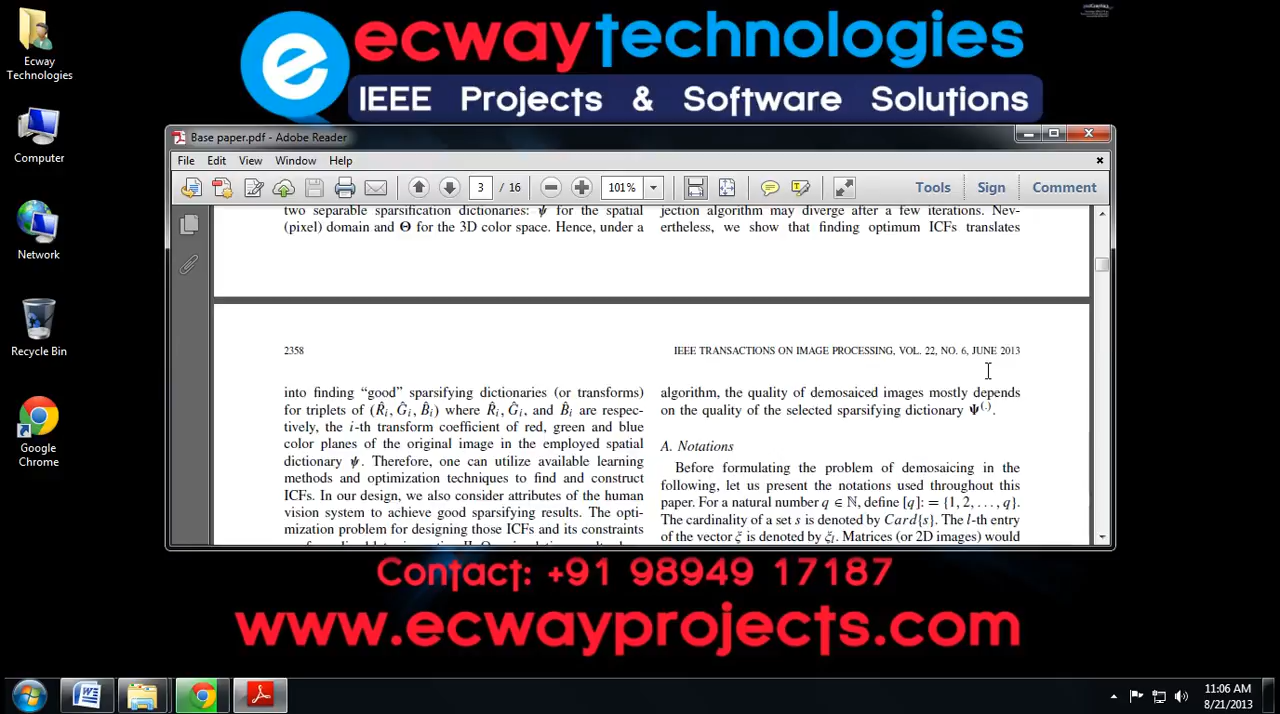 Ecway
Technologies
Computer
Network
Recycle Bin
Google
Chrome
e ecwaytechnologies
IEEE Projects & Software Solutions
Base paper.pdf - Adobe Reader
File Edit View Window Help
3 / 16 101% Tools Sign Comment
two separable sparsification dictionaries: ψ for the spatial
(pixel) domain and Θ for the 3D color space. Hence, under a
jection algorithm may diverge after a few iterations. Nev-
ertheless, we show that finding optimum ICFs translates
2358 IEEE TRANSACTIONS ON IMAGE PROCESSING, VOL. 22, NO. 6, JUNE 2013
into finding “good” sparsifying dictionaries (or transforms)
for triplets of (R̂i, Ĝi, B̂i) where R̂i, Ĝi, and B̂i are respec-
tively, the i-th transform coefficient of red, green and blue
color planes of the original image in the employed spatial
dictionary ψ. Therefore, one can utilize available learning
methods and optimization techniques to find and construct
ICFs. In our design, we also consider attributes of the human
vision system to achieve good sparsifying results. The opti-
mization problem for designing those ICFs and its constraints
algorithm, the quality of demosaiced images mostly depends
on the quality of the selected sparsifying dictionary Ψ(.).
A. Notations
Before formulating the problem of demosaicing in the
following, let us present the notations used throughout this
paper. For a natural number q ∈ ℕ, define [q]: = {1, 2, . . . , q}.
The cardinality of a set s is denoted by Card{s}. The l-th entry
of the vector ξ is denoted by ξl. Matrices (or 2D images) would
Contact: +91 98949 17187
www.ecwayprojects.com
11:06 AM
8/21/2013